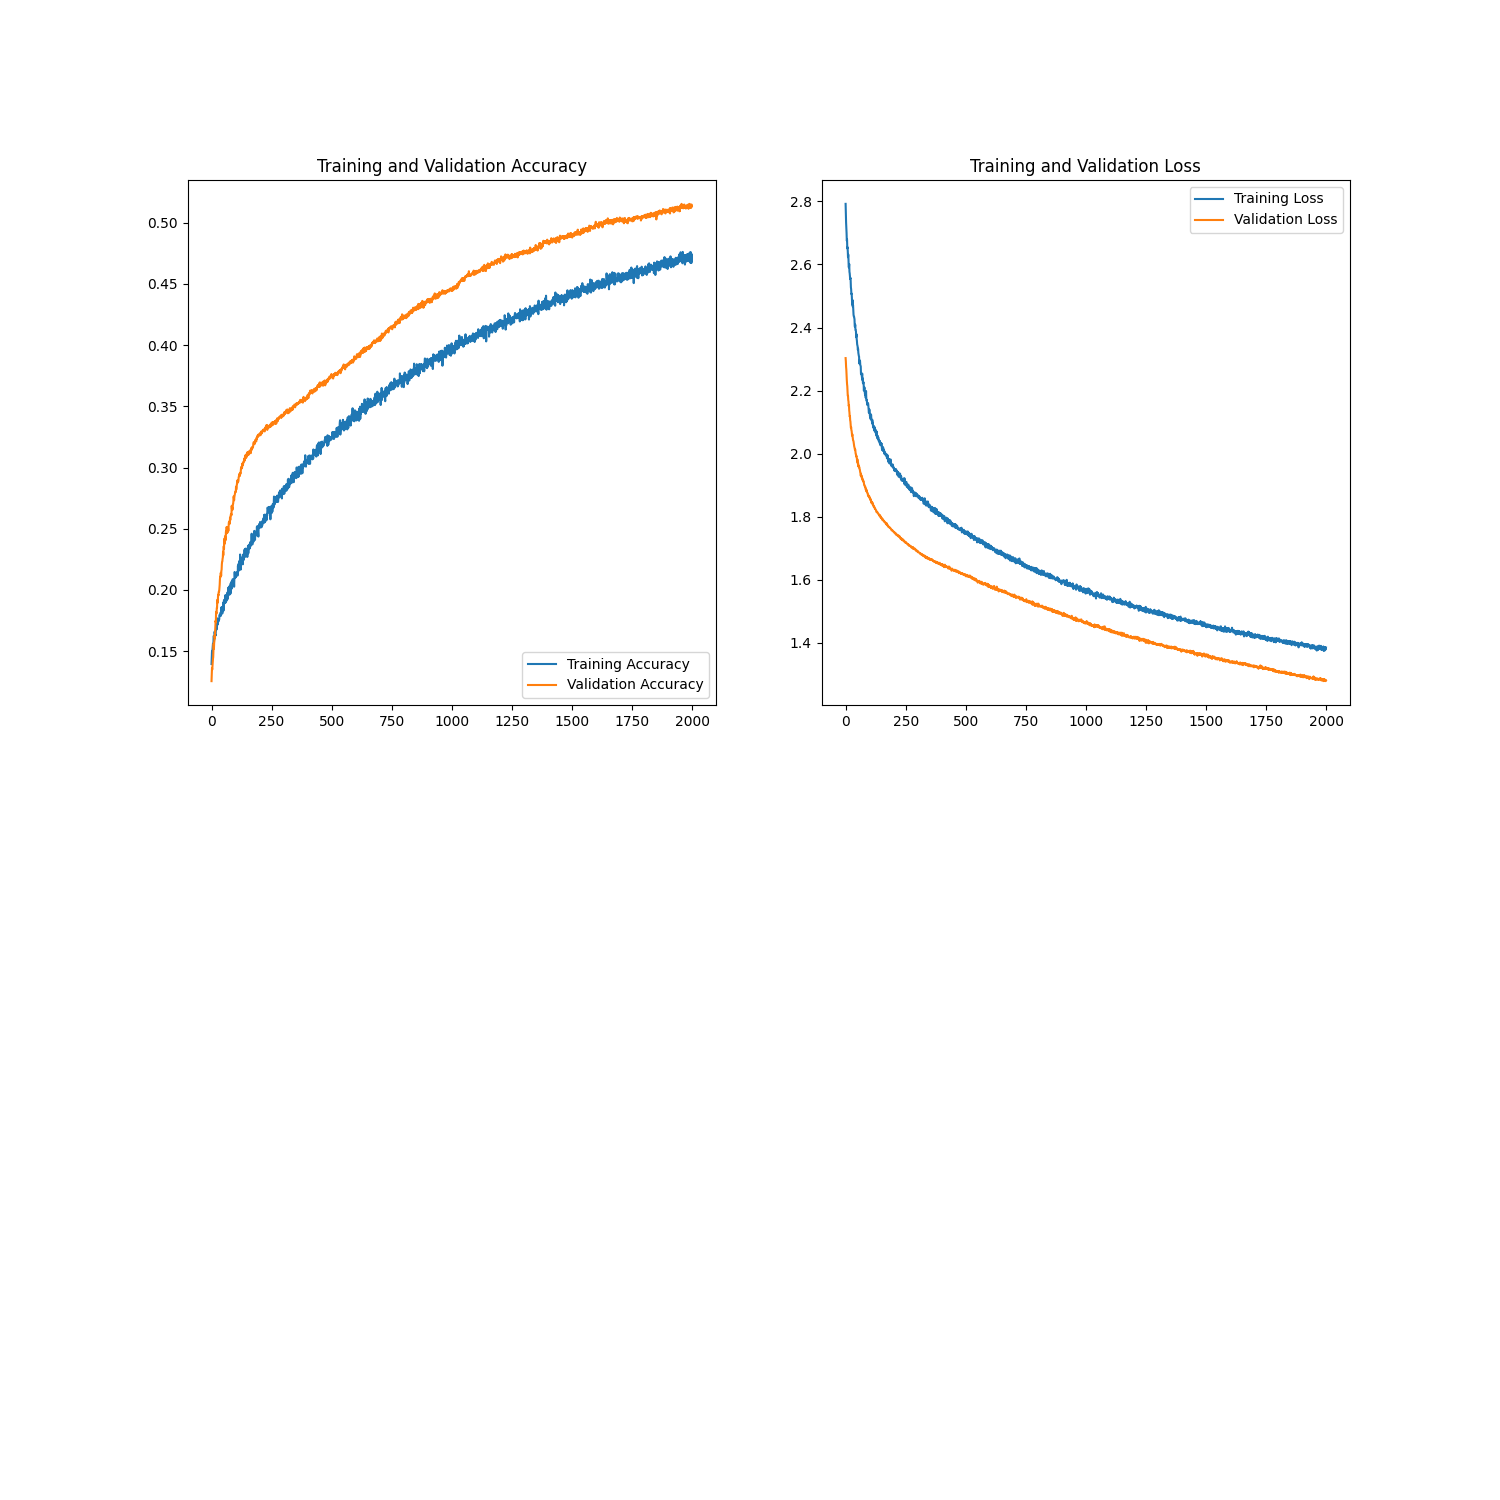 Training and Validation Accuracy
0.50
0.45
0.40
0.35
0.30
0.25
0.20
0.15
Training Accuracy
Validation Accuracy
0 250 500 750 1000 1250 1500 1750 2000
Training and Validation Loss
2.8
2.6
2.4
2.2
2.0
1.8
1.6
1.4
Training Loss
Validation Loss
0 250 500 750 1000 1250 1500 1750 2000